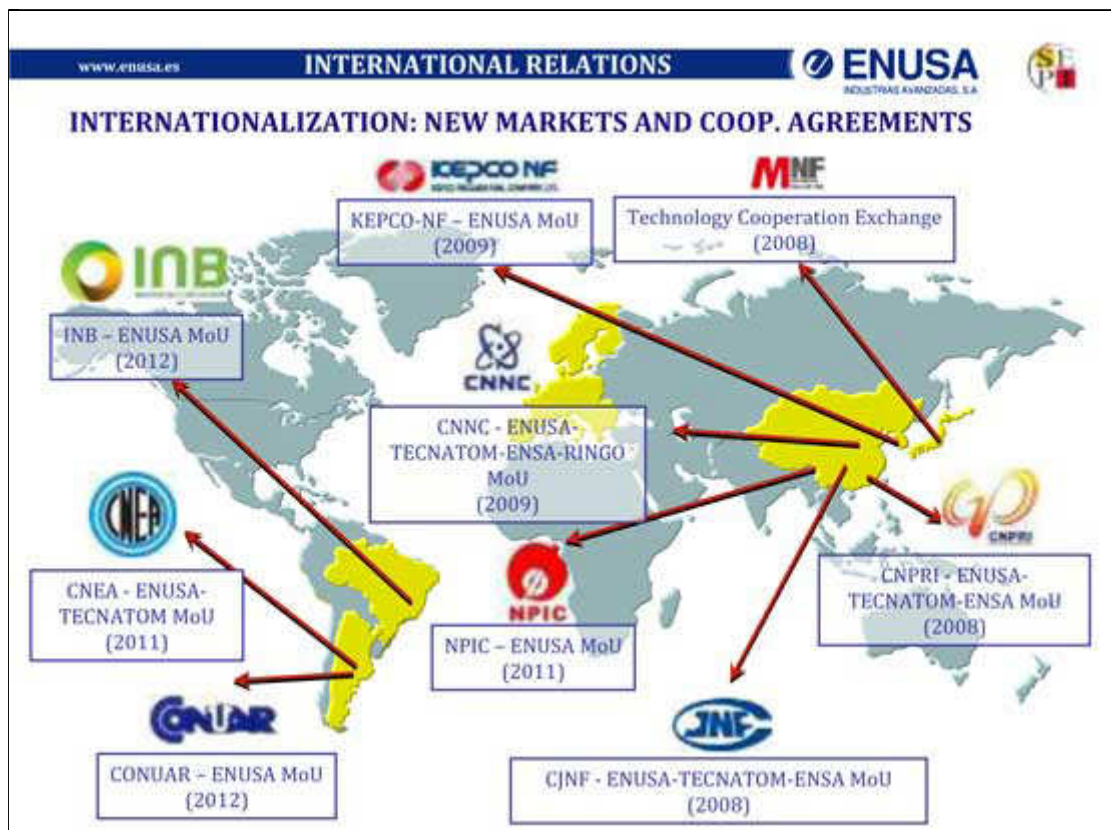 www.enusa.es
INTERNATIONAL RELATIONS
ENUSA
INDUSTRIAS AVANZADAS, S.A
SEPI
INTERNATIONALIZATION: NEW MARKETS AND COOP. AGREEMENTS
KEPCO NF
MNF
KEPCO-NF – ENUSA MoU
(2009)
Technology Cooperation Exchange
(2008)
INB
INB – ENUSA MoU
(2012)
CNNC
CNNC - ENUSA-
TECNATOM-ENSA-RINGO
MoU
(2009)
CNEA
CNEA - ENUSA-
TECNATOM MoU
(2011)
NPIC
NPIC – ENUSA MoU
(2011)
CNPRI
CNPRI - ENUSA-
TECNATOM-ENSA MoU
(2008)
CONUAR
CONUAR – ENUSA MoU
(2012)
CJNF
CJNF - ENUSA-TECNATOM-ENSA MoU
(2008)